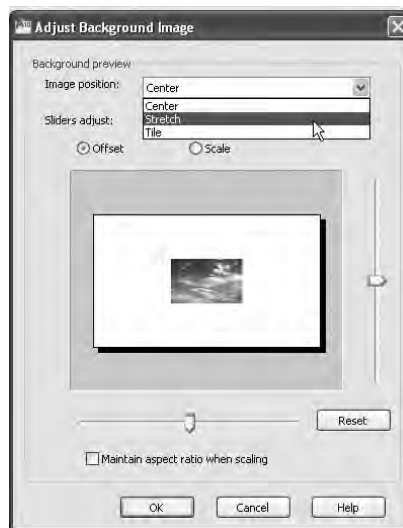 Adjust Background Image
Background preview
Image position:
Center
Center
Stretch
Tile
Sliders adjust:
Offset
Scale
Reset
Maintain aspect ratio when scaling
OK
Cancel
Help